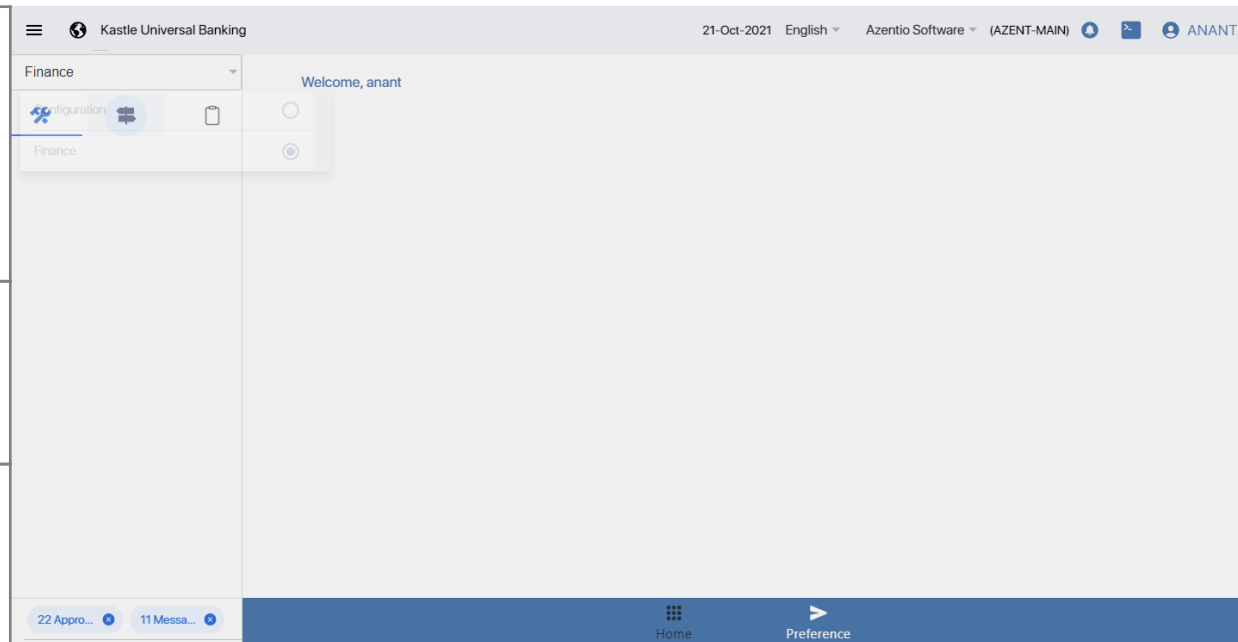 Kastle Universal Banking 21-Oct-2021 English Azentio Software (AZENT-MAIN) ANANT
Finance
Welcome, anant
Configuration
Finance
22 Appro... 11 Messa...
Home Preference